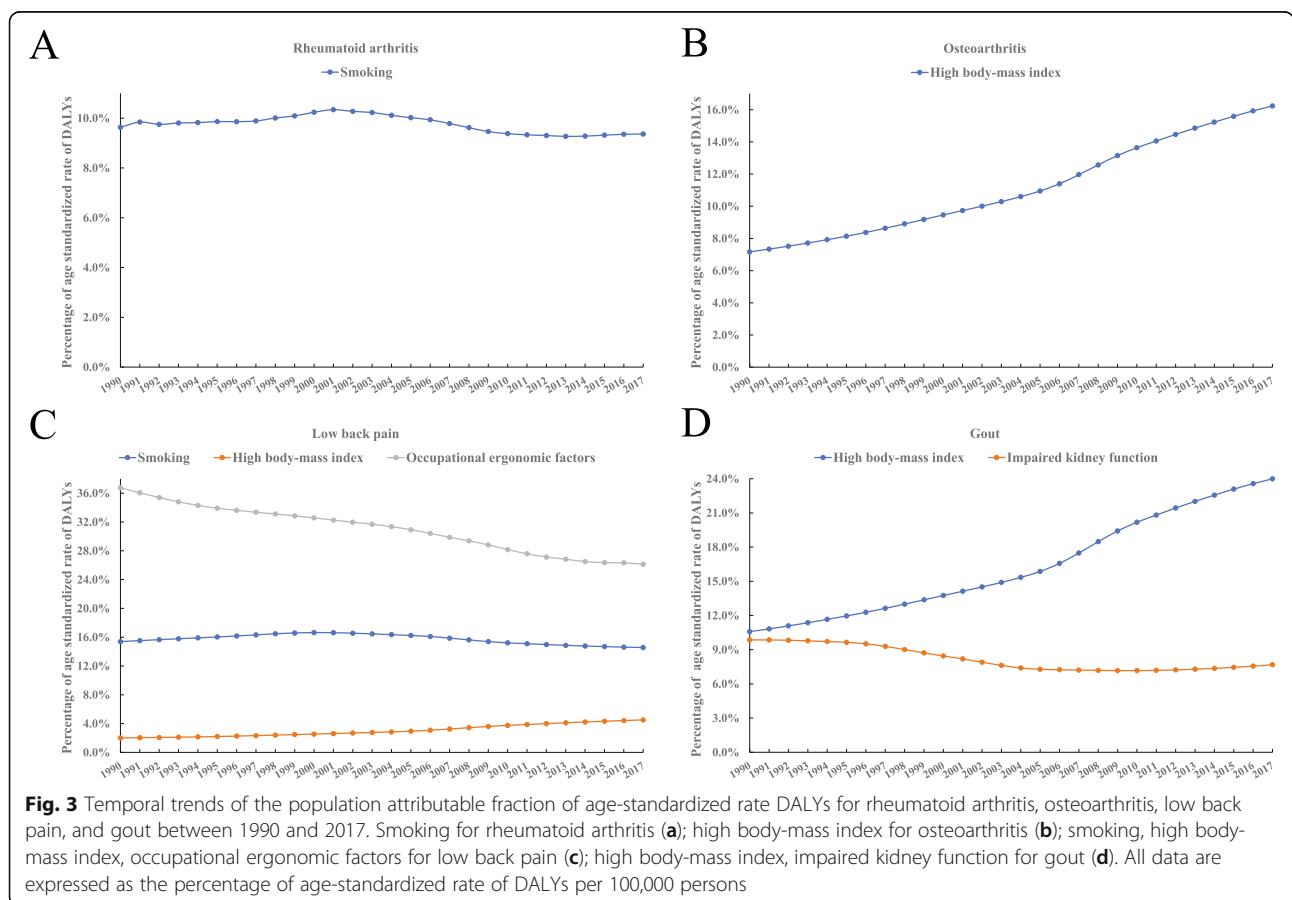 A
Rheumatoid arthritis
Smoking
Percentage of age standardized rate of DALYs
10.0%
8.0%
6.0%
4.0%
2.0%
0.0%
1990 1991 1992 1993 1994 1995 1996 1997 1998 1999 2000 2001 2002 2003 2004 2005 2006 2007 2008 2009 2010 2011 2012 2013 2014 2015 2016 2017
B
Osteoarthritis
High body-mass index
Percentage of age standardized rate of DALYs
16.0%
14.0%
12.0%
10.0%
8.0%
6.0%
4.0%
2.0%
0.0%
1990 1991 1992 1993 1994 1995 1996 1997 1998 1999 2000 2001 2002 2003 2004 2005 2006 2007 2008 2009 2010 2011 2012 2013 2014 2015 2016 2017
C
Low back pain
Smoking High body-mass index Occupational ergonomic factors
Percentage of age standardized rate of DALYs
36.0%
32.0%
28.0%
24.0%
20.0%
16.0%
12.0%
8.0%
4.0%
0.0%
1990 1991 1992 1993 1994 1995 1996 1997 1998 1999 2000 2001 2002 2003 2004 2005 2006 2007 2008 2009 2010 2011 2012 2013 2014 2015 2016 2017
D
Gout
High body-mass index Impaired kidney function
Percentage of age standardized rate of DALYs
24.0%
21.0%
18.0%
15.0%
12.0%
9.0%
6.0%
3.0%
0.0%
1990 1991 1992 1993 1994 1995 1996 1997 1998 1999 2000 2001 2002 2003 2004 2005 2006 2007 2008 2009 2010 2011 2012 2013 2014 2015 2016 2017
Fig. 3 Temporal trends of the population attributable fraction of age-standardized rate DALYs for rheumatoid arthritis, osteoarthritis, low back
pain, and gout between 1990 and 2017. Smoking for rheumatoid arthritis (a); high body-mass index for osteoarthritis (b); smoking, high body-
mass index, occupational ergonomic factors for low back pain (c); high body-mass index, impaired kidney function for gout (d). All data are
expressed as the percentage of age-standardized rate of DALYs per 100,000 persons